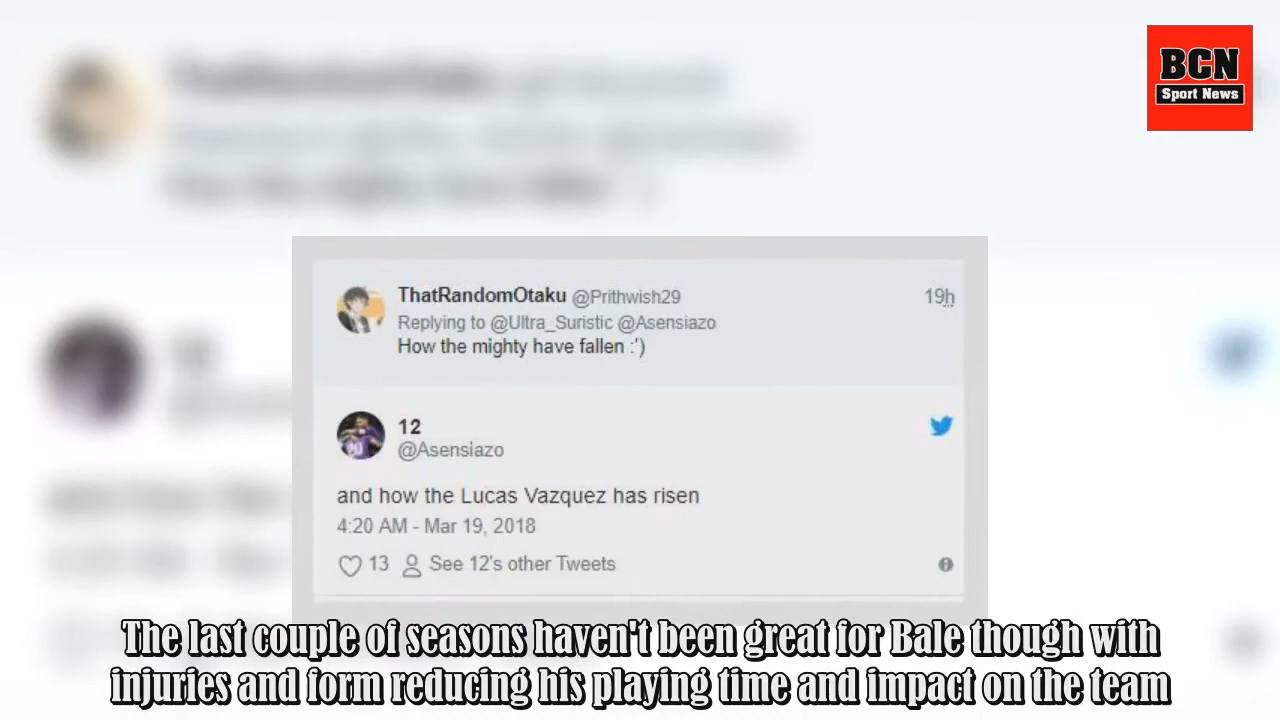 BCN
Sport News
ThatRandomOtaku @Prithwish29
19h
Replying to @Ultra_Suristic @Asensiazo
How the mighty have fallen :')
12
@Asensiazo
and how the Lucas Vazquez has risen
4:20 AM - Mar 19, 2018
13 See 12's other Tweets
The last couple of seasons haven't been great for Bale though with
injuries and form reducing his playing time and impact on the team